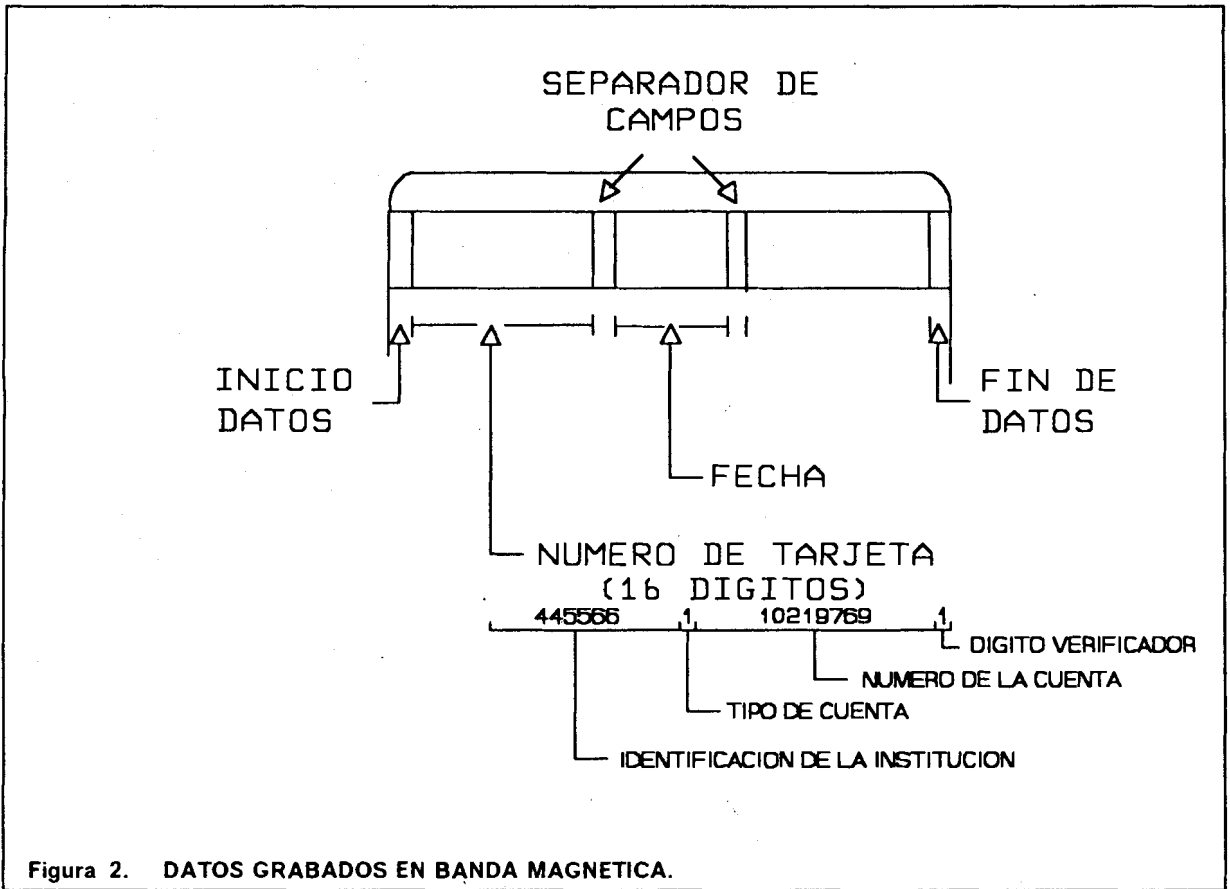 SEPARADOR DE
CAMPOS
INICIO
DATOS
FIN DE
DATOS
FECHA
NUMERO DE TARJETA
(16 DIGITOS)
445566 1 10219769 1
DIGITO VERIFICADOR
NUMERO DE LA CUENTA
TIPO DE CUENTA
IDENTIFICACION DE LA INSTITUCION
Figura 2. DATOS GRABADOS EN BANDA MAGNETICA.